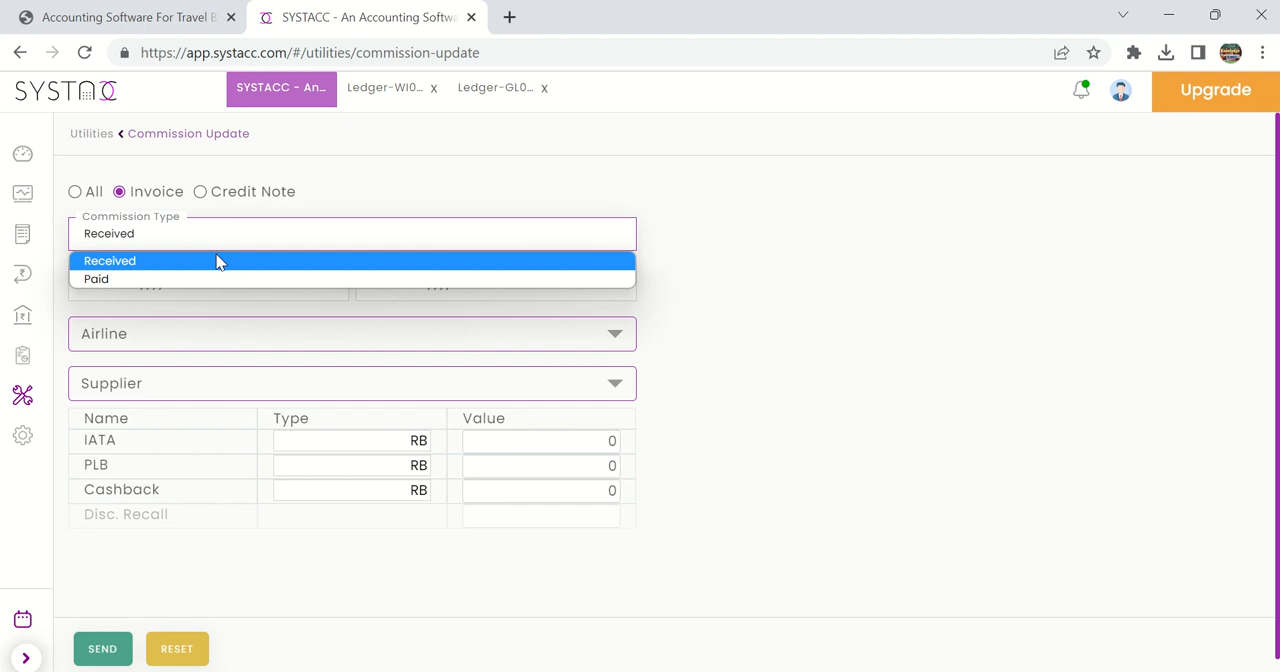 Accounting Software For Travel B
SYSTACC - An Accounting Softwa
https://app.systacc.com/#/utilities/commission-update
SYSTACC
SYSTACC - An...
Ledger-WI0... x
Ledger-GL0... x
Upgrade
Utilities < Commission Update
All Invoice Credit Note
Commission Type
Received
Received
Paid
Airline
Supplier
Name Type Value
IATA RB 0
PLB RB 0
Cashback RB 0
Disc. Recall
SEND RESET